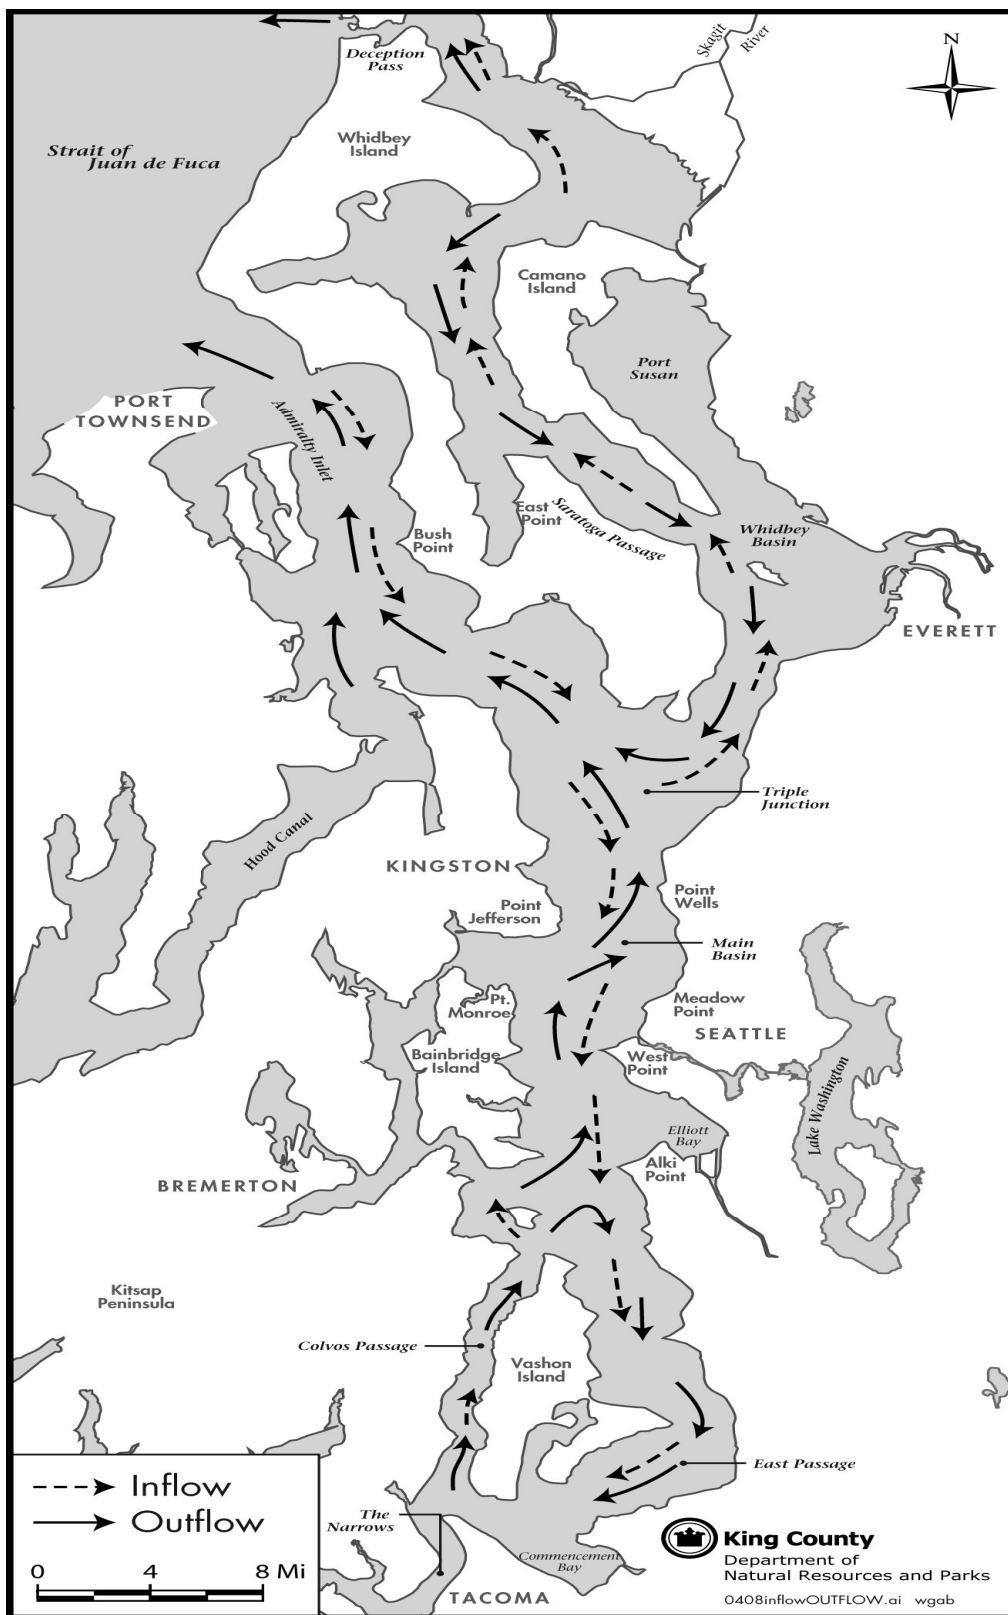 Skagit
River
N
Deception
Pass
Whidbey
Island
Strait of
Juan de Fuca
Camano
Island
Port
Susan
PORT
TOWNSEND
Admiralty Inlet
East
Point
Saratoga Passage
Whidbey
Basin
Bush
Point
EVERETT
Triple
Junction
Hood Canal
KINGSTON
Point
Jefferson
Point
Wells
Main
Basin
Pt.
Monroe
Meadow
Point
SEATTLE
Bainbridge
Island
West
Point
Lake Washington
Elliott
Bay
Alki
Point
BREMERTON
Kitsap
Peninsula
Colvos Passage
Vashon
Island
East Passage
Inflow
Outflow
0 4 8 Mi
The
Narrows
Commencement
Bay
TACOMA
King County
Department of
Natural Resources and Parks
0408inflowOUTFLOW.ai wgab